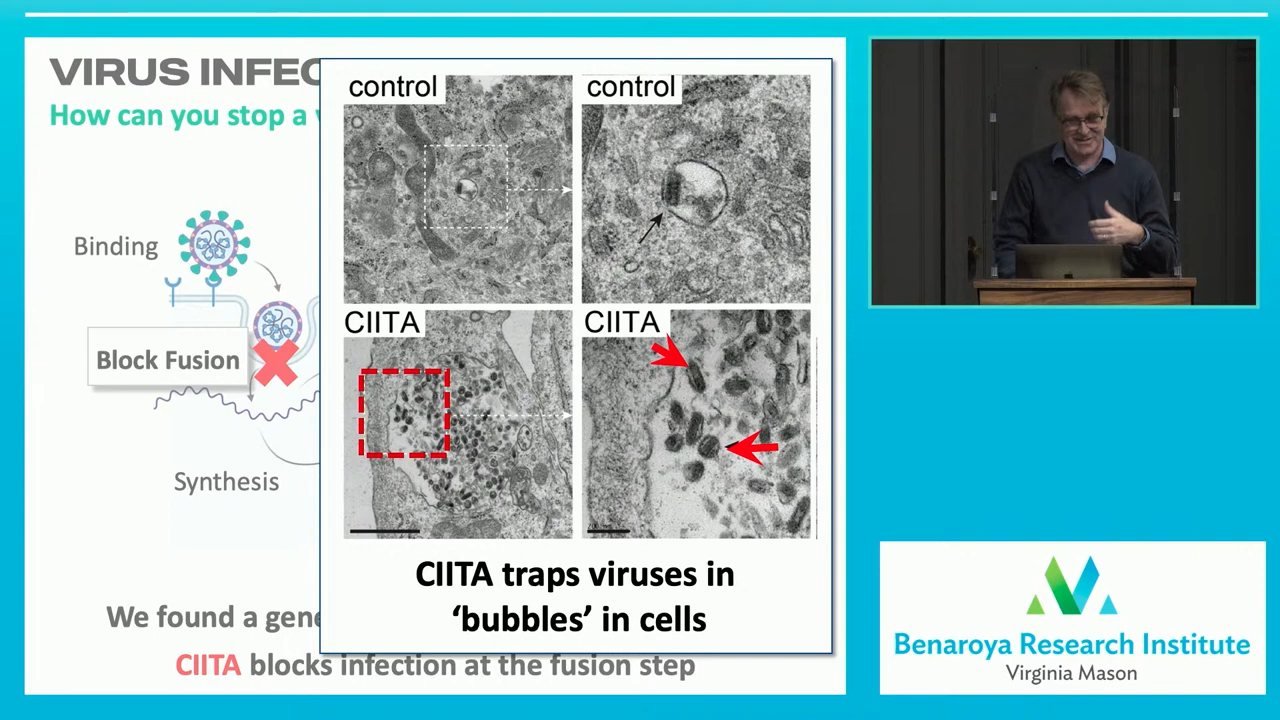 VIRUS INFEC
How can you stop a v
Binding
Block Fusion
Synthesis
We found a gene
CIITA blocks infection at the fusion step
control
control
CIITA
CIITA
CIITA traps viruses in
‘bubbles’ in cells
Benaroya Research Institute
Virginia Mason